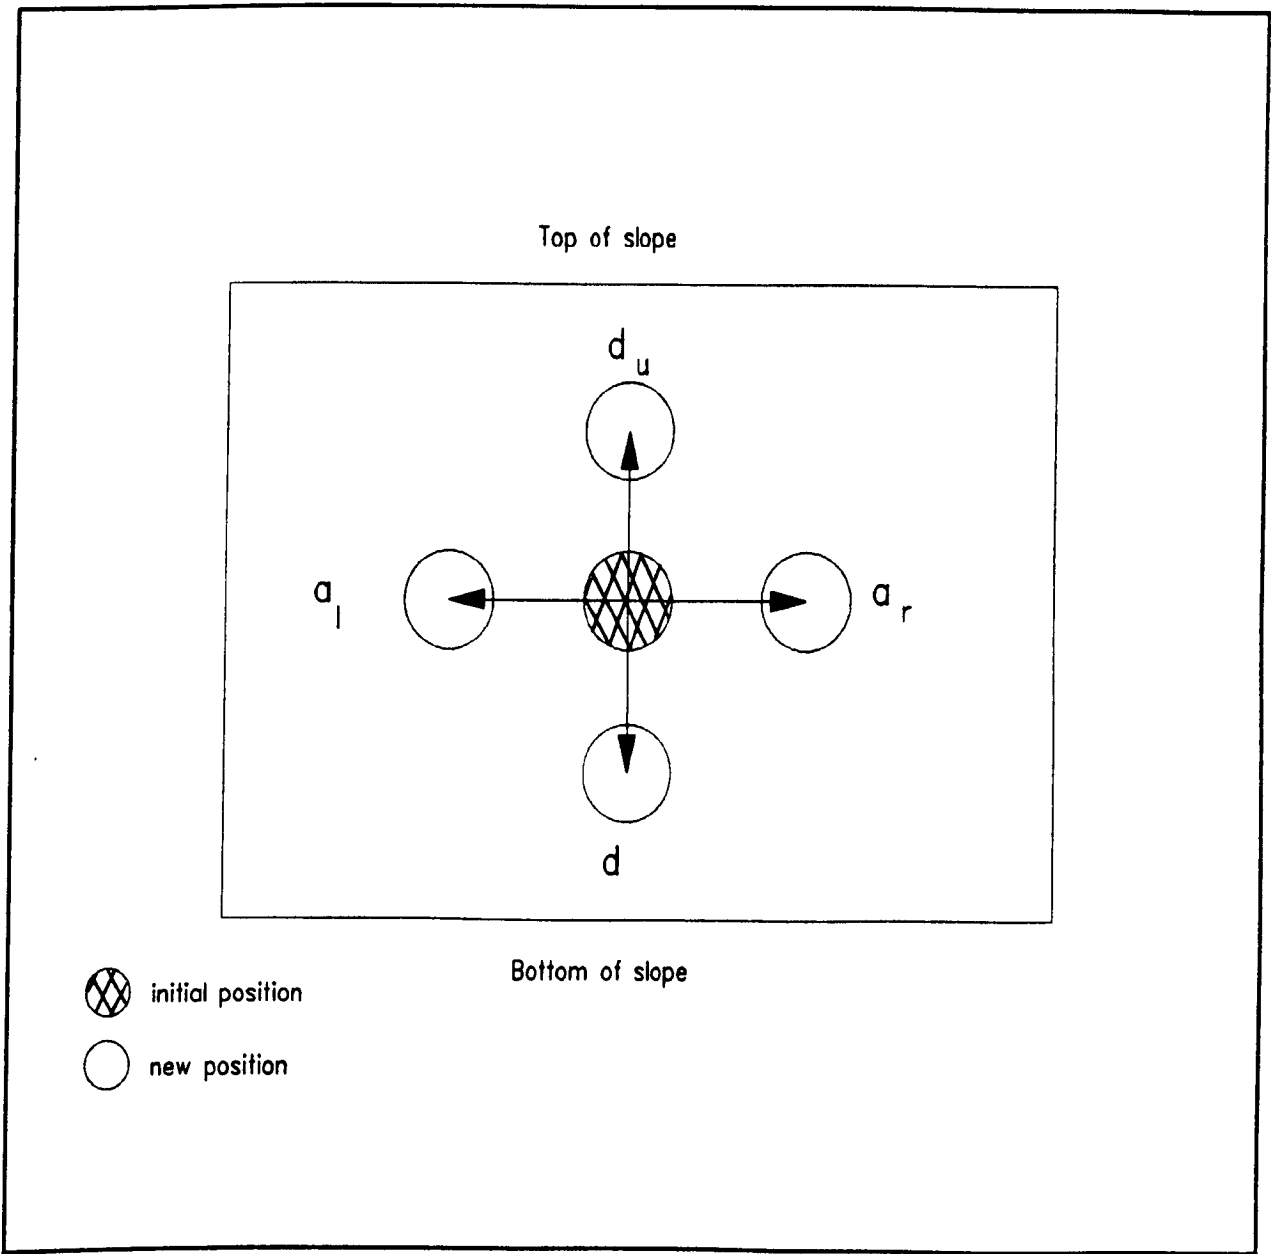 Top of slope
d u
a l
a r
d
Bottom of slope
initial position
new position